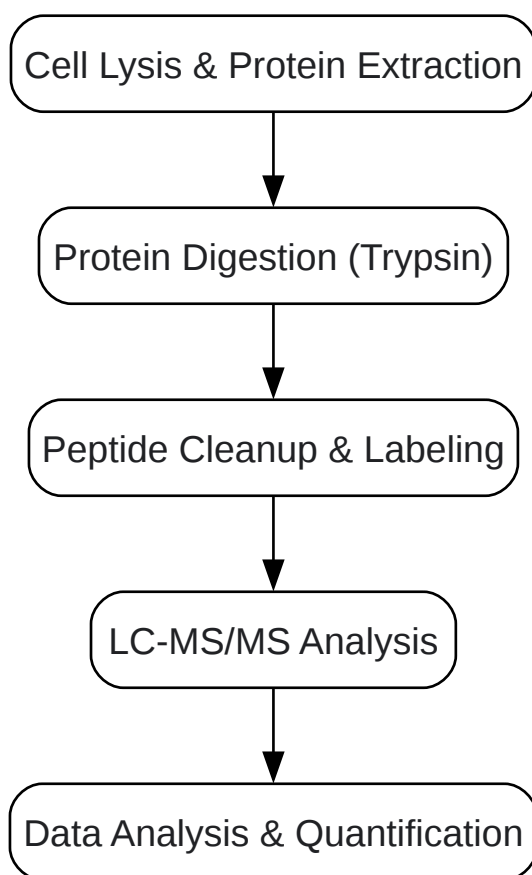 Cell Lysis & Protein Extraction
Protein Digestion (Trypsin)
Peptide Cleanup & Labeling
LC-MS/MS Analysis
Data Analysis & Quantification